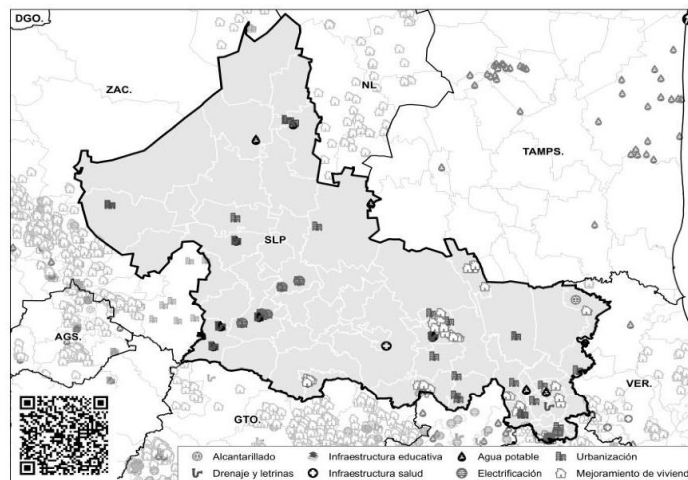 DGO.
ZAC.
NL
TAMPS.
SLP
AGS.
GTO.
VER.
Alcantarillado
Infraestructura educativa
Agua potable
Urbanización
Drenaje y letrinas
Infraestructura salud
Electrificación
Mejoramiento de viviend